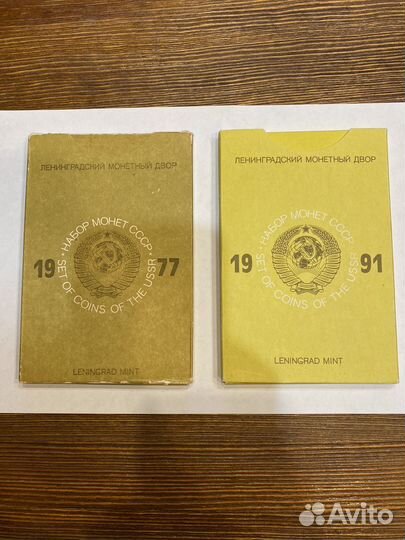 ЛЕНИНГРАДСКИЙ МОНЕТНЫЙ ДВОР
• НАБОР МОНЕТ СССР •
19 77
SET OF COINS OF THE USSR
LENINGRAD MINT
ЛЕНИНГРАДСКИЙ МОНЕТНЫЙ ДВОР
• НАБОР МОНЕТ СССР •
19 91
SET OF COINS OF THE USSR
LENINGRAD MINT
Avito